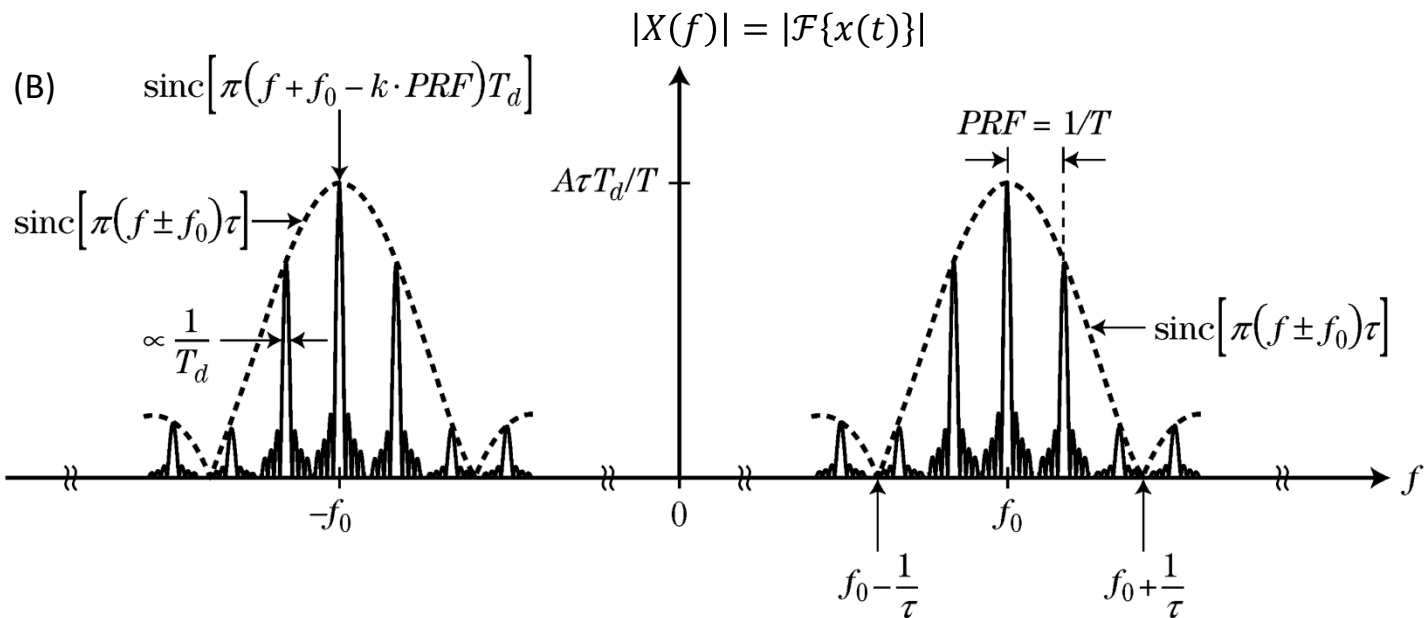 |X(f)| = |ℱ{x(t)}|
(B)
sinc[π(f + f₀ − k · PRF)T_d]
PRF = 1/T
AτT_d/T
sinc[π(f ± f₀)τ]
∝ 1/T_d
sinc[π(f ± f₀)τ]
−f₀
0
f₀
f
f₀ − 1/τ
f₀ + 1/τ